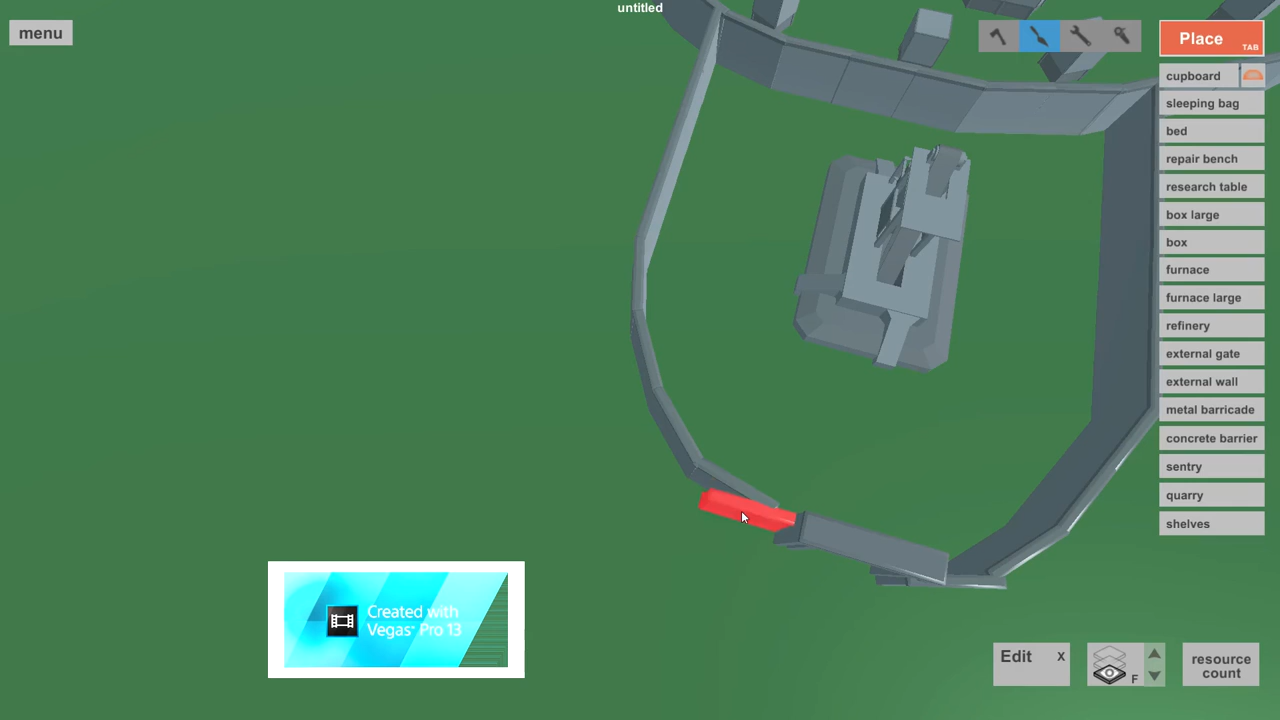 untitled
menu
Place
TAB
cupboard
sleeping bag
bed
repair bench
research table
box large
box
furnace
furnace large
refinery
external gate
external wall
metal barricade
concrete barrier
sentry
quarry
shelves
Created with
Vegas™ Pro 13
Edit X
F
resource
count